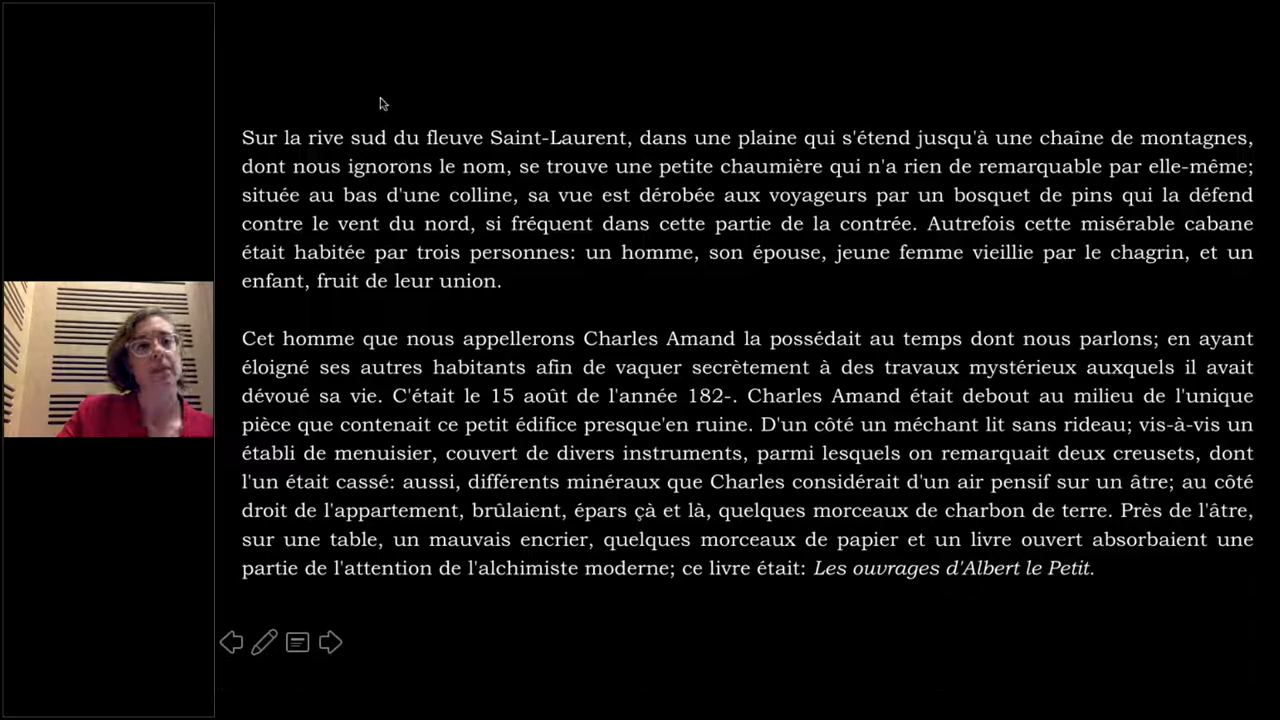 Sur la rive sud du fleuve Saint-Laurent, dans une plaine qui s'étend jusqu'à une chaîne de montagnes,
dont nous ignorons le nom, se trouve une petite chaumière qui n'a rien de remarquable par elle-même;
située au bas d'une colline, sa vue est dérobée aux voyageurs par un bosquet de pins qui la défend
contre le vent du nord, si fréquent dans cette partie de la contrée. Autrefois cette misérable cabane
était habitée par trois personnes: un homme, son épouse, jeune femme vieillie par le chagrin, et un
enfant, fruit de leur union.
Cet homme que nous appellerons Charles Amand la possédait au temps dont nous parlons; en ayant
éloigné ses autres habitants afin de vaquer secrètement à des travaux mystérieux auxquels il avait
dévoué sa vie. C'était le 15 août de l'année 182-. Charles Amand était debout au milieu de l'unique
pièce que contenait ce petit édifice presque'en ruine. D'un côté un méchant lit sans rideau; vis-à-vis un
établi de menuisier, couvert de divers instruments, parmi lesquels on remarquait deux creusets, dont
l'un était cassé: aussi, différents minéraux que Charles considérait d'un air pensif sur un âtre; au côté
droit de l'appartement, brûlaient, épars çà et là, quelques morceaux de charbon de terre. Près de l'âtre,
sur une table, un mauvais encrier, quelques morceaux de papier et un livre ouvert absorbaient une
partie de l'attention de l'alchimiste moderne; ce livre était: Les ouvrages d'Albert le Petit.